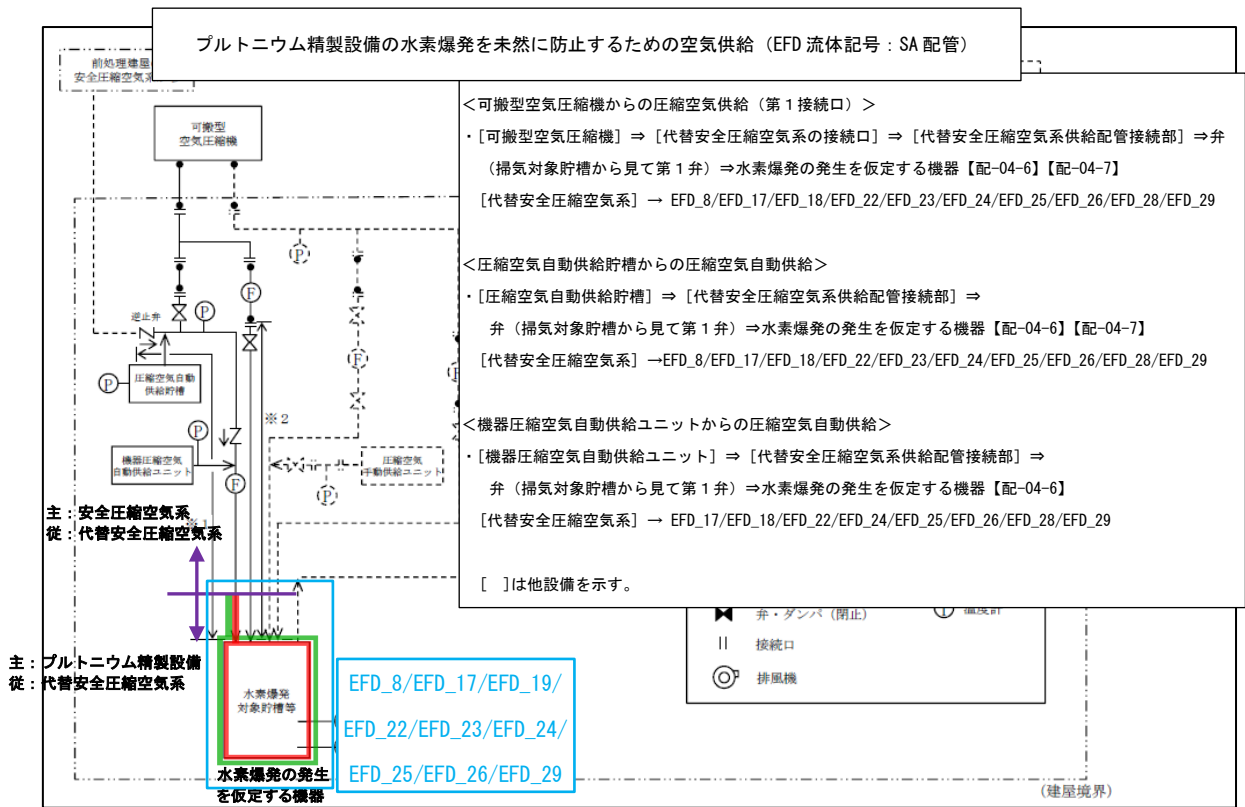 プルトニウム精製設備の水素爆発を未然に防止するための空気供給（EFD 流体記号：SA 配管）
前処理建屋
安全圧縮空気系
可搬型
空気圧縮機
＜可搬型空気圧縮機からの圧縮空気供給（第１接続口）＞
・[可搬型空気圧縮機] ⇒ [代替安全圧縮空気系の接続口] ⇒ [代替安全圧縮空気系供給配管接続部] ⇒弁
（掃気対象貯槽から見て第１弁）⇒水素爆発の発生を仮定する機器【配-04-6】【配-04-7】
[代替安全圧縮空気系] → EFD_8/EFD_17/EFD_18/EFD_22/EFD_23/EFD_24/EFD_25/EFD_26/EFD_28/EFD_29
＜圧縮空気自動供給貯槽からの圧縮空気自動供給＞
・[圧縮空気自動供給貯槽] ⇒ [代替安全圧縮空気系供給配管接続部] ⇒
弁（掃気対象貯槽から見て第１弁）⇒水素爆発の発生を仮定する機器【配-04-6】【配-04-7】
[代替安全圧縮空気系] →EFD_8/EFD_17/EFD_18/EFD_22/EFD_23/EFD_24/EFD_25/EFD_26/EFD_28/EFD_29
＜機器圧縮空気自動供給ユニットからの圧縮空気自動供給＞
・[機器圧縮空気自動供給ユニット] ⇒ [代替安全圧縮空気系供給配管接続部] ⇒
弁（掃気対象貯槽から見て第１弁）⇒水素爆発の発生を仮定する機器【配-04-6】
[代替安全圧縮空気系] → EFD_17/EFD_18/EFD_22/EFD_24/EFD_25/EFD_26/EFD_28/EFD_29
[　]は他設備を示す。
P
F
逆止弁
P
P
圧縮空気自動
供給貯槽
F
※２
P
機器圧縮空気
自動供給ユニット
F
圧縮空気
手動供給ユニット
P
主：安全圧縮空気系
従：代替安全圧縮空気系
主：プルトニウム精製設備
従：代替安全圧縮空気系
水素爆発
対象貯槽等
水素爆発の発生
を仮定する機器
EFD_8/EFD_17/EFD_19/
EFD_22/EFD_23/EFD_24/
EFD_25/EFD_26/EFD_29
弁・ダンパ（閉止）
温度計
接続口
排風機
（建屋境界）